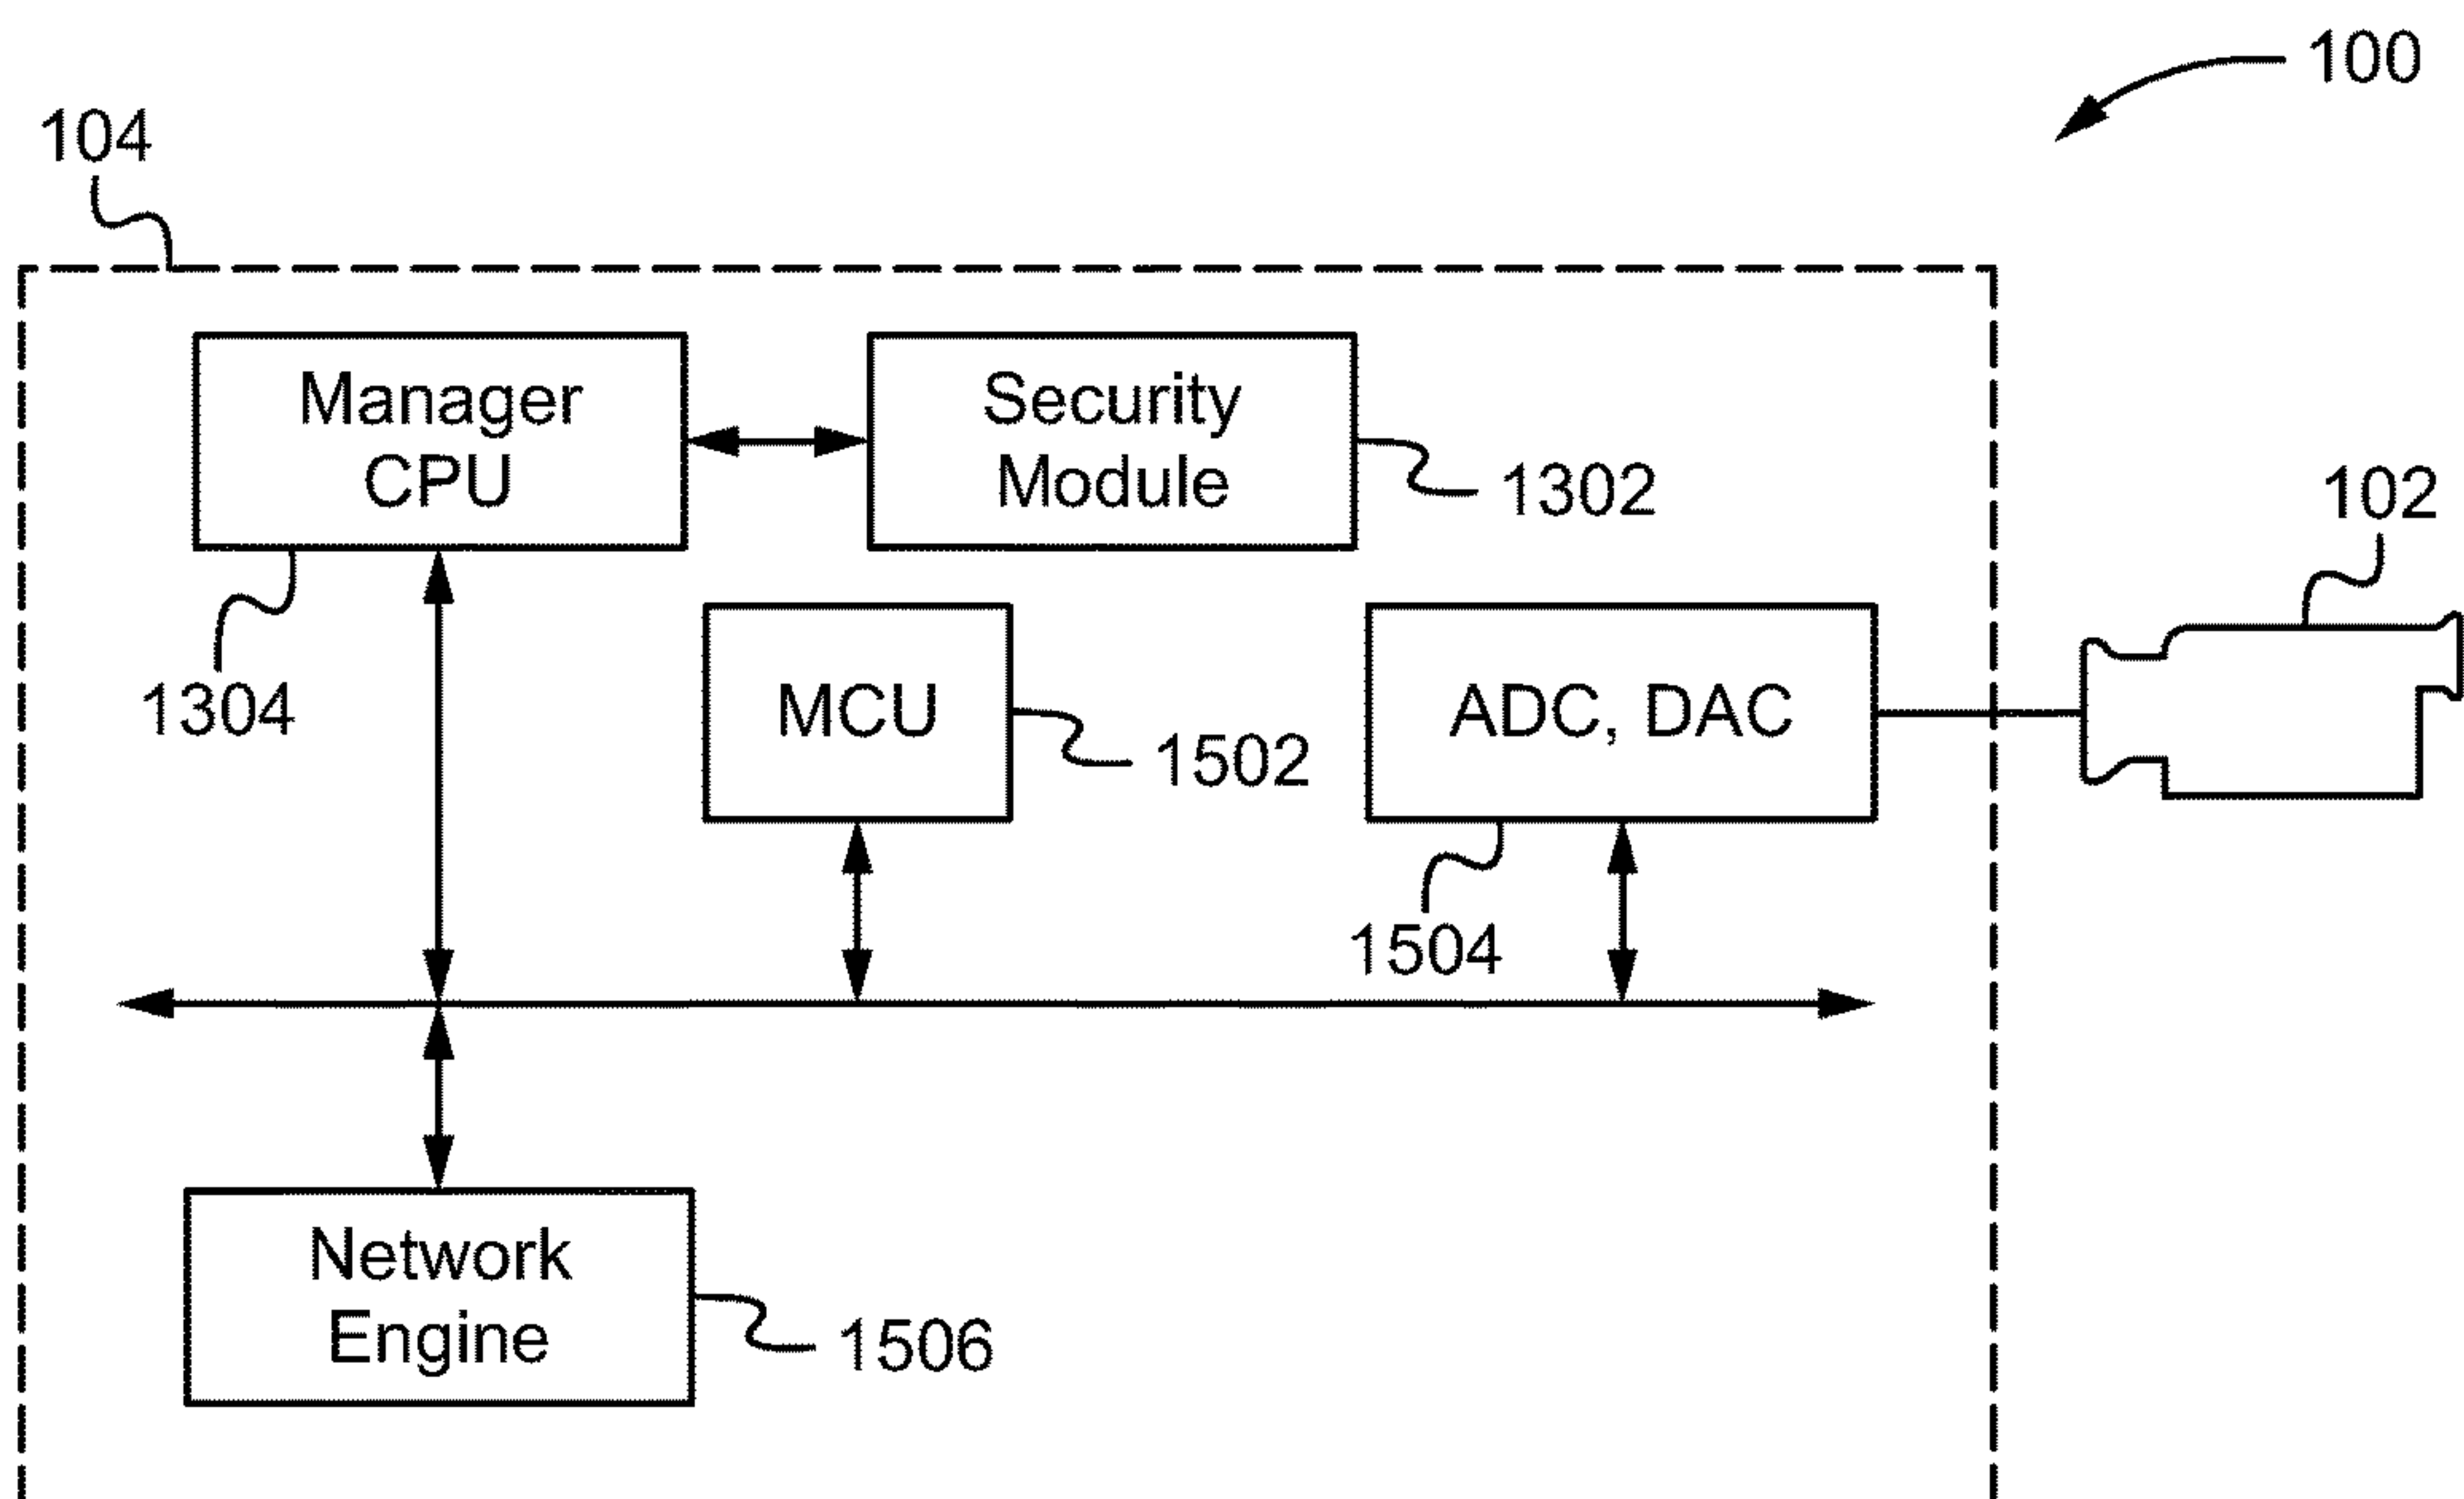 100
104
Manager
CPU
Security
Module
1302
102
1304
MCU
1502
ADC, DAC
1504
Network
Engine
1506